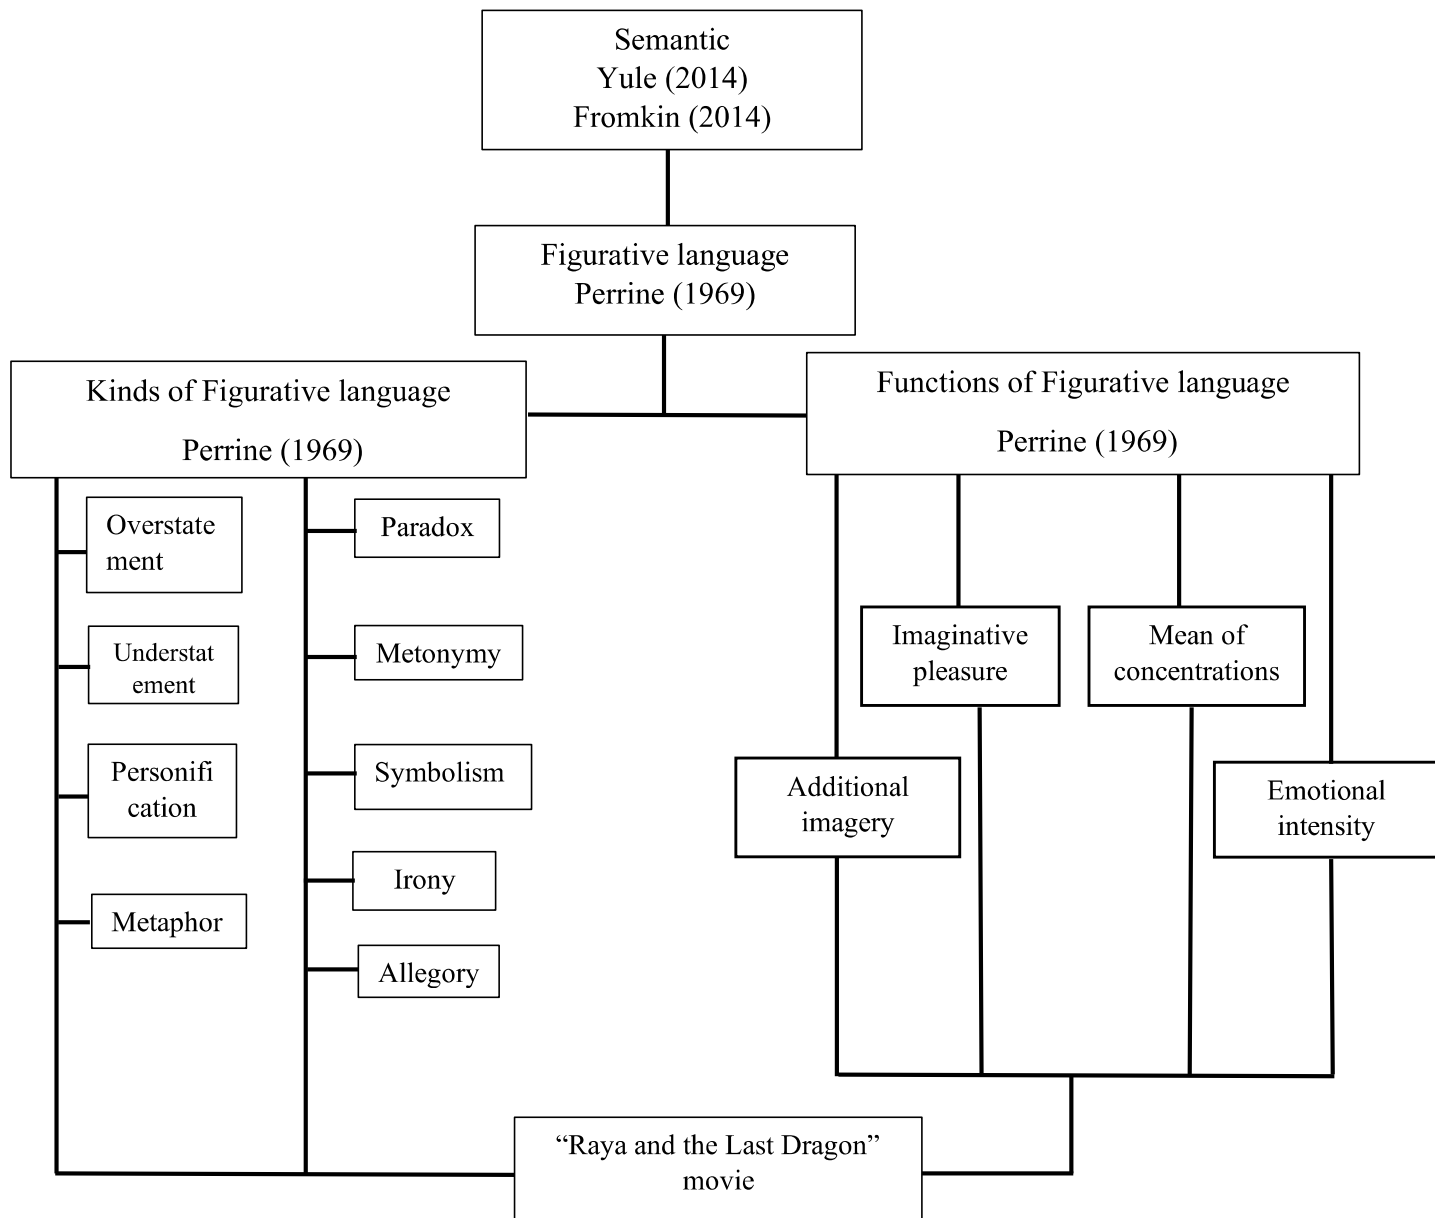 Semantic
Yule (2014)
Fromkin (2014)
Figurative language
Perrine (1969)
Kinds of Figurative language
Perrine (1969)
Functions of Figurative language
Perrine (1969)
Overstate
ment
Understat
ement
Personifi
cation
Metaphor
Paradox
Metonymy
Symbolism
Irony
Allegory
Imaginative
pleasure
Mean of
concentrations
Additional
imagery
Emotional
intensity
“Raya and the Last Dragon”
movie